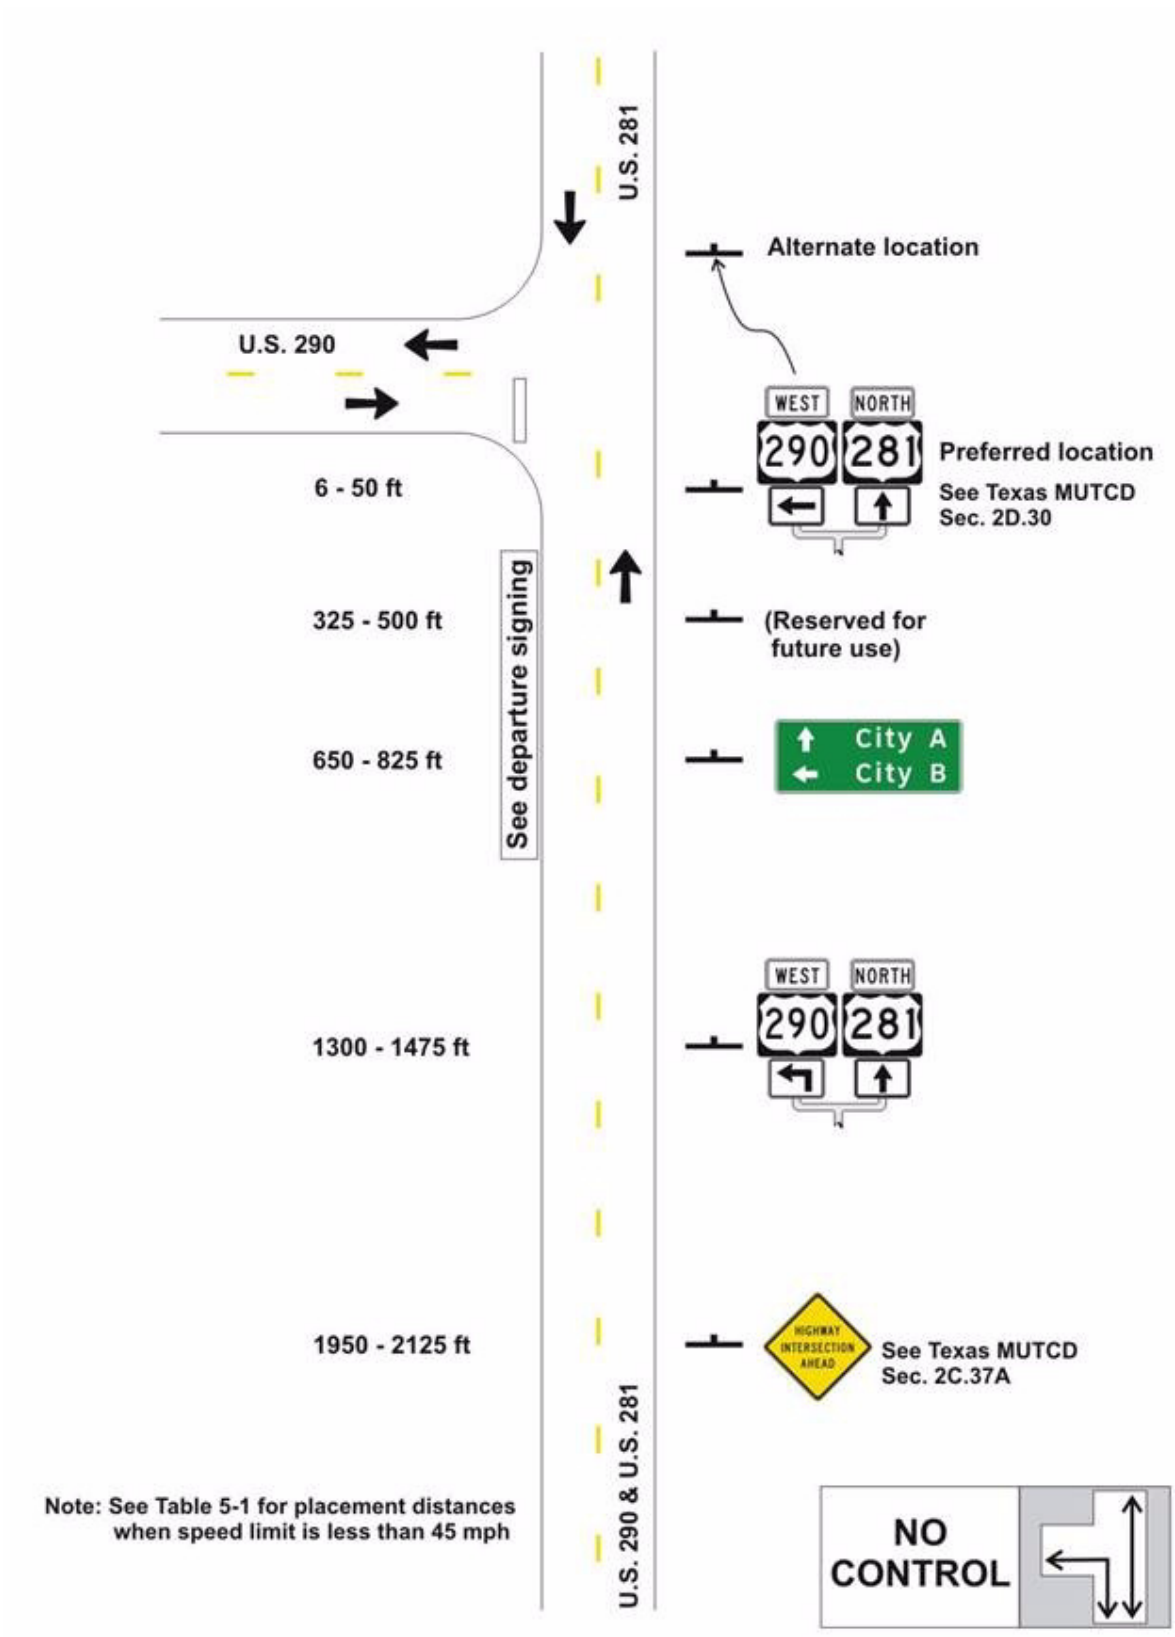 U.S. 281
Alternate location
U.S. 290
WEST NORTH
290 281
Preferred location
See Texas MUTCD
Sec. 2D.30
6 - 50 ft
See departure signing
325 - 500 ft
(Reserved for
future use)
650 - 825 ft
City A
City B
WEST NORTH
290 281
1300 - 1475 ft
1950 - 2125 ft
HIGHWAY
INTERSECTION
AHEAD
See Texas MUTCD
Sec. 2C.37A
U.S. 290 & U.S. 281
Note: See Table 5-1 for placement distances
when speed limit is less than 45 mph
NO
CONTROL